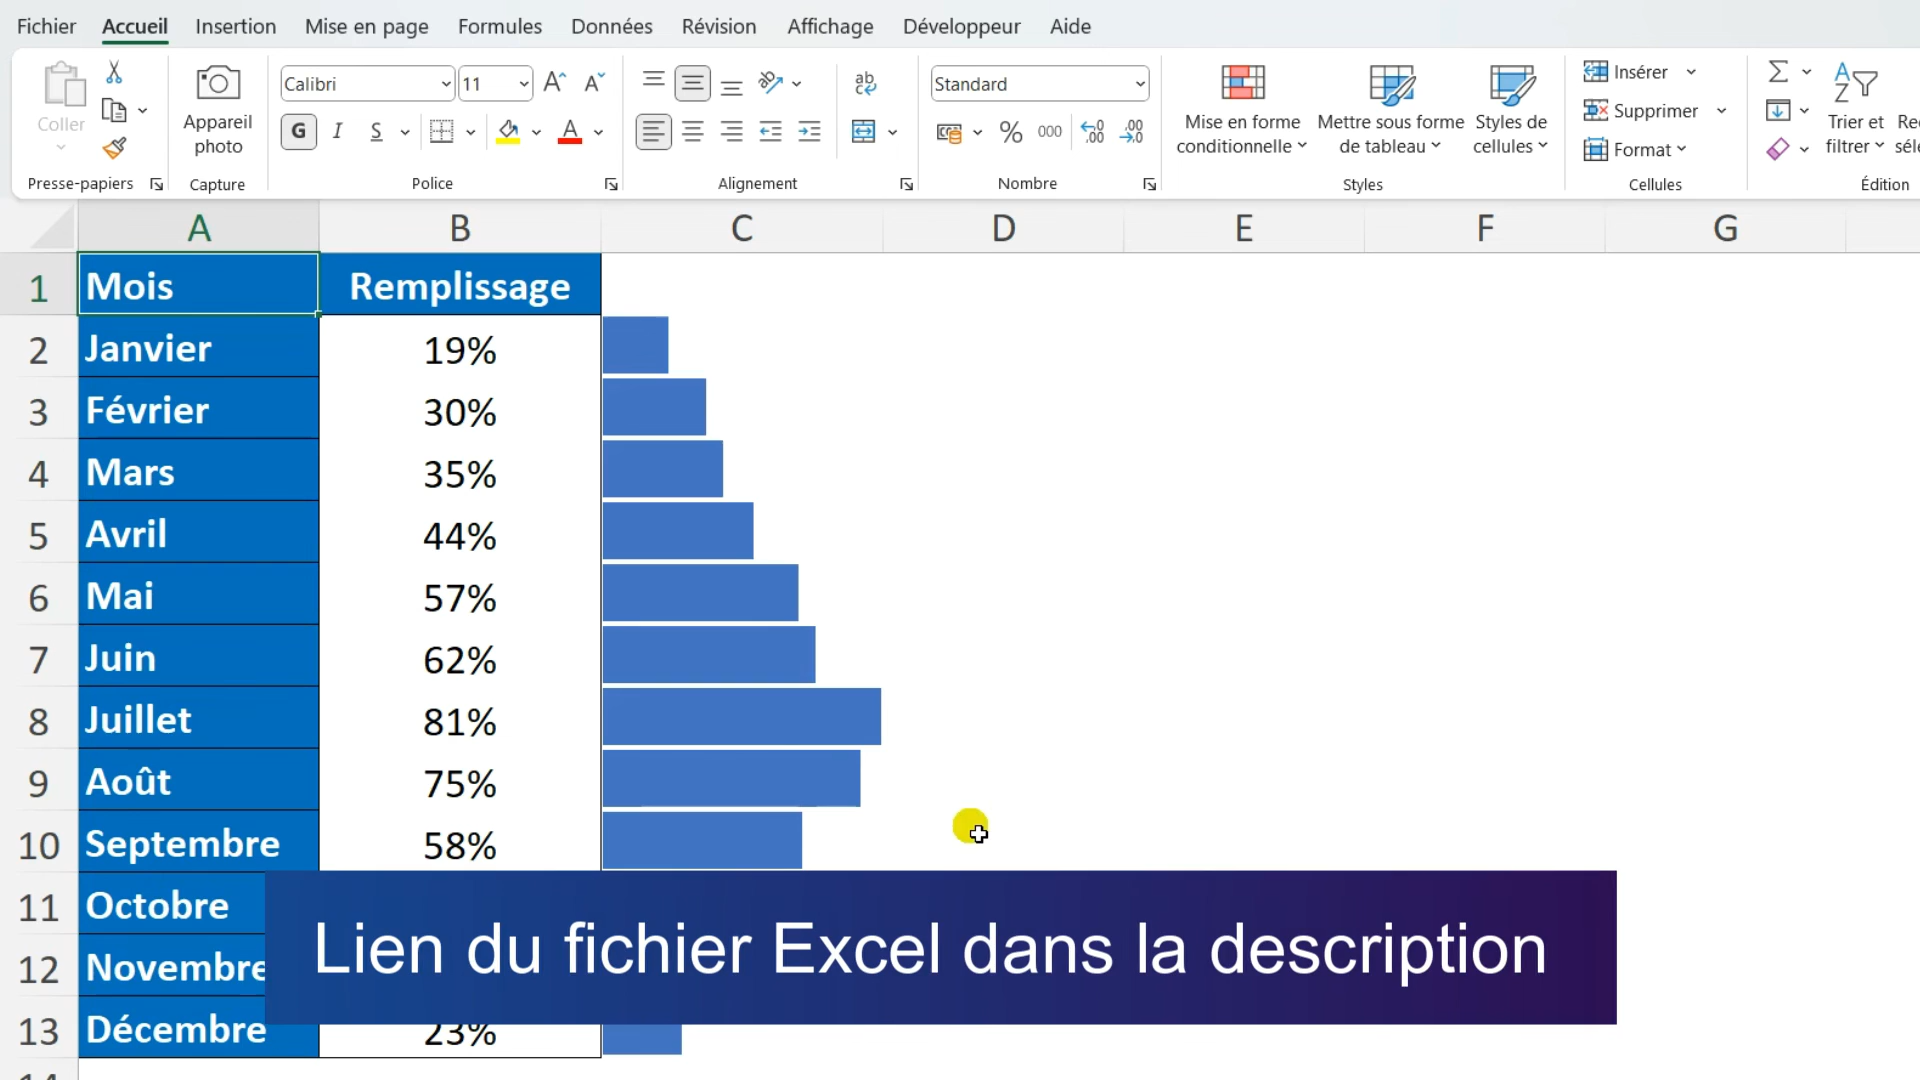 Fichier Accueil Insertion Mise en page Formules Données Révision Affichage Développeur Aide
Coller
Appareil photo
Calibri 11
G I S
A A
ab
Standard
% 000
Mise en forme conditionnelle
Mettre sous forme de tableau
Styles de cellules
Insérer
Supprimer
Format
Trier et filtrer
Presse-papiers Capture Police Alignement Nombre Styles Cellules Édition
A B C D E F G
1 Mois Remplissage
2 Janvier 19%
3 Février 30%
4 Mars 35%
5 Avril 44%
6 Mai 57%
7 Juin 62%
8 Juillet 81%
9 Août 75%
10 Septembre 58%
11 Octobre
12 Novembre
13 Décembre 23%
Lien du fichier Excel dans la description